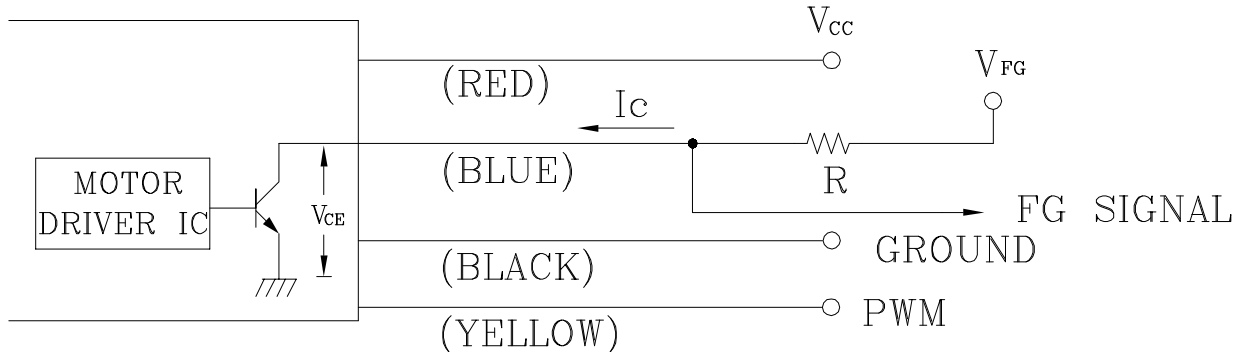 VCC
(RED)
VFG
Ic
(BLUE)
R
MOTOR
DRIVER IC
VCE
FG SIGNAL
(BLACK)
GROUND
(YELLOW)
PWM